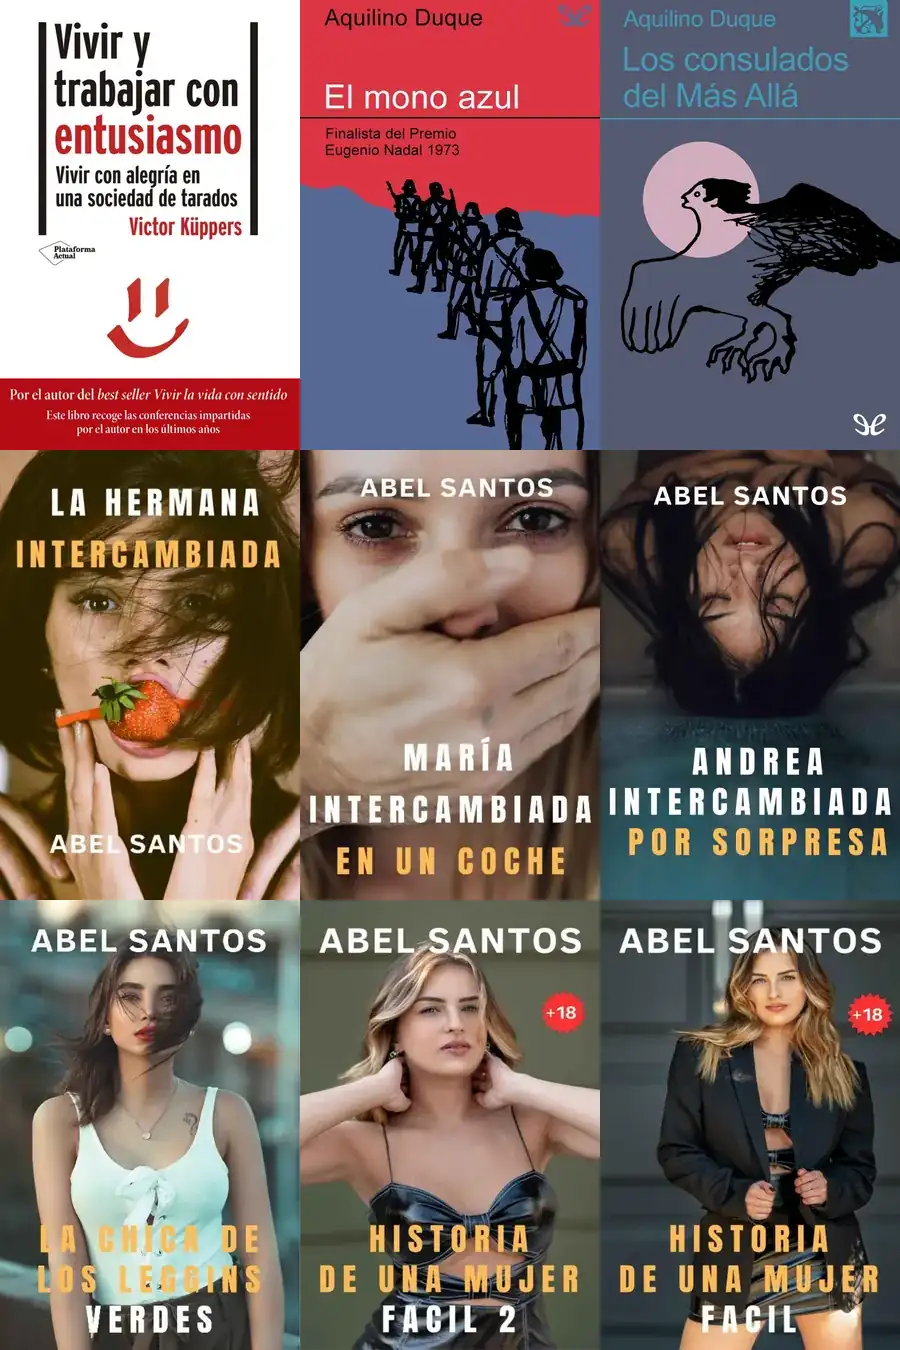 Vivir y
trabajar con
entusiasmo
Vivir con alegría en
una sociedad de tarados
Victor Küppers
Plataforma
Actual
Por el autor del best seller Vivir la vida con sentido
Este libro recoge las conferencias impartidas
por el autor en los últimos años
Aquilino Duque
El mono azul
Finalista del Premio
Eugenio Nadal 1973
Aquilino Duque
Los consulados
del Más Allá
LA HERMANA
INTERCAMBIADA
ABEL SANTOS
ABEL SANTOS
MARÍA
INTERCAMBIADA
EN UN COCHE
ABEL SANTOS
ANDREA
INTERCAMBIADA
POR SORPRESA
ABEL SANTOS
LA CHICA DE
LOS LEGGINS
VERDES
ABEL SANTOS
+18
HISTORIA
DE UNA MUJER
FACIL 2
ABEL SANTOS
+18
HISTORIA
DE UNA MUJER
FACIL